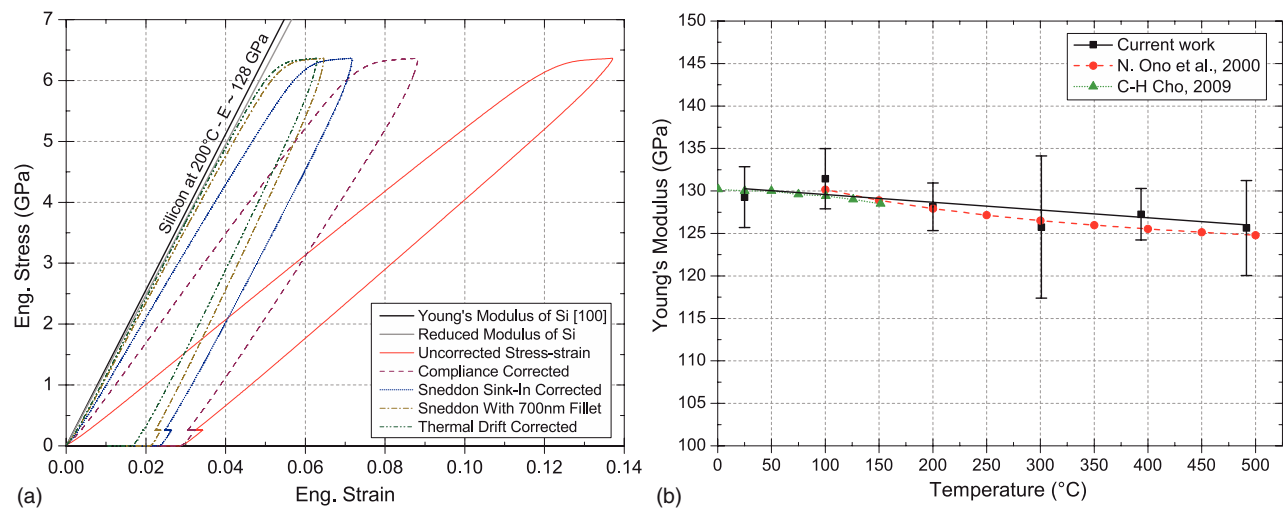 7
6
5
4
3
2
1
0
Eng. Stress (GPa)
Silicon at 200°C - E ~ 128 GPa
Young's Modulus of Si [100]
Reduced Modulus of Si
Uncorrected Stress-strain
Compliance Corrected
Sneddon Sink-In Corrected
Sneddon With 700nm Fillet
Thermal Drift Corrected
0.00 0.02 0.04 0.06 0.08 0.10 0.12 0.14
Eng. Strain
(a)
150
145
140
135
130
125
120
115
110
105
100
Young's Modulus (GPa)
Current work
N. Ono et al., 2000
C-H Cho, 2009
0 50 100 150 200 250 300 350 400 450 500
Temperature (°C)
(b)